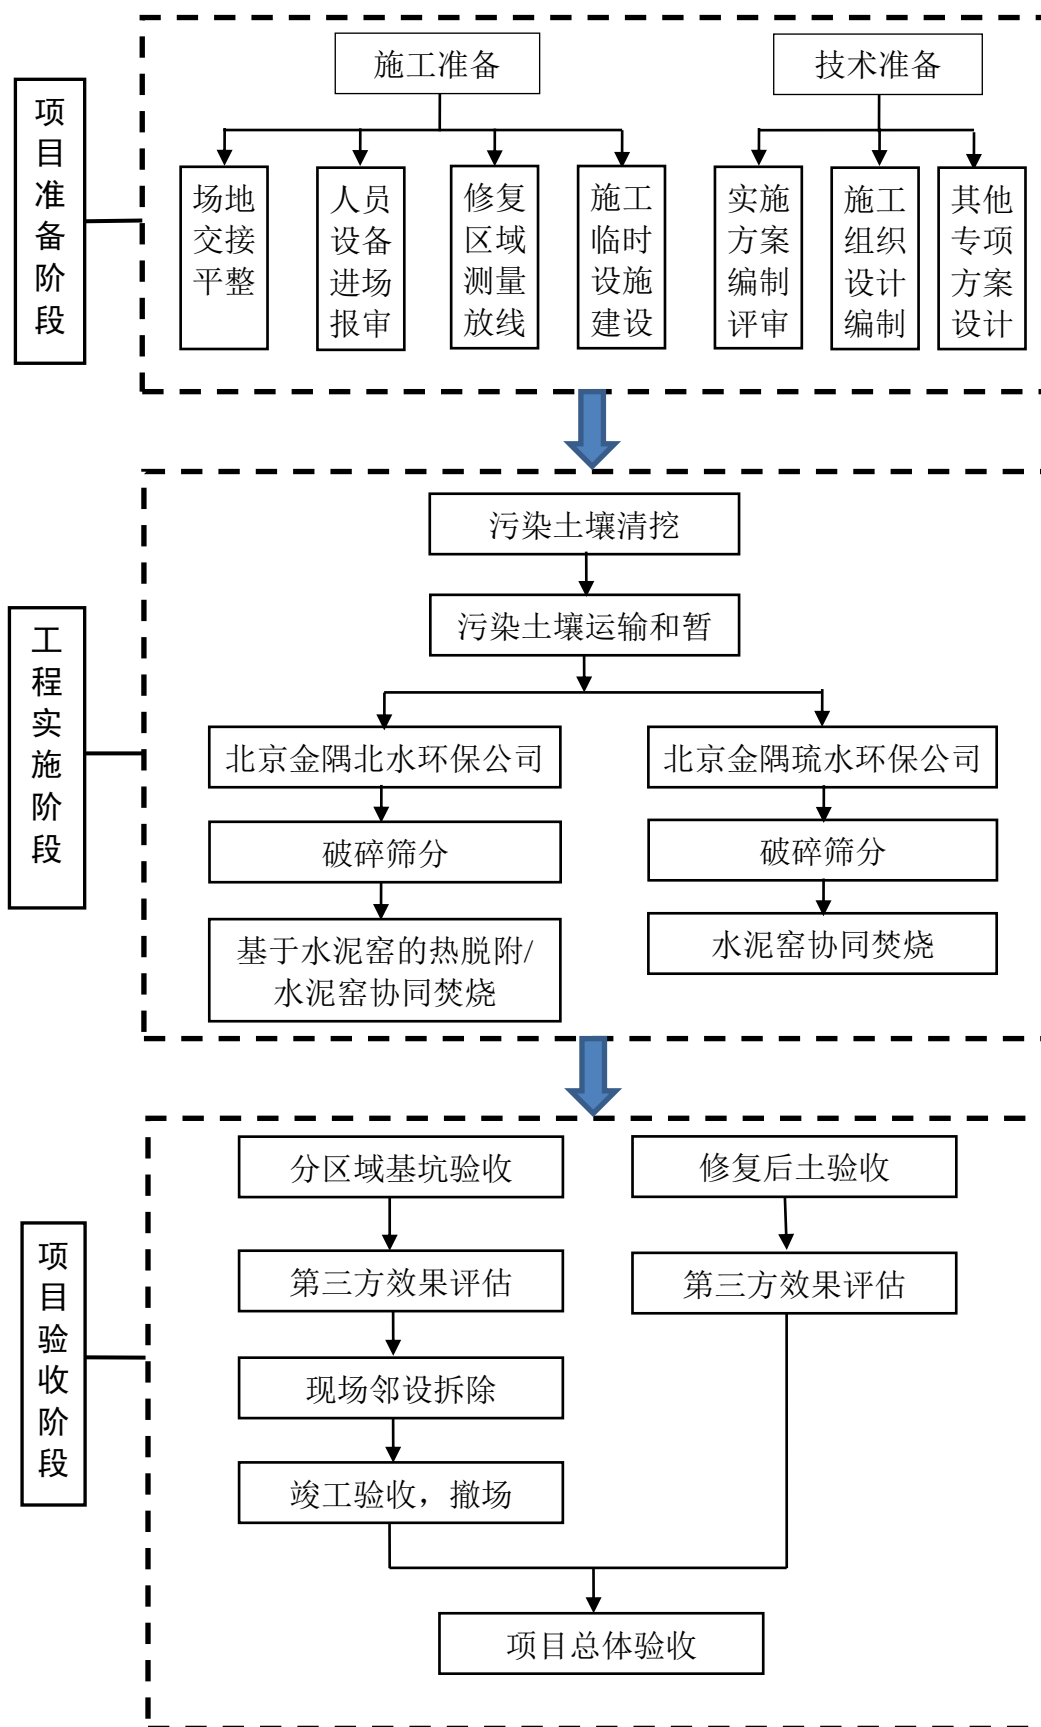 施工准备
技术准备
项
目
准
备
阶
段
场地
交接
平整
人员
设备
进场
报审
修复
区域
测量
放线
施工
临时
设施
建设
实施
方案
编制
评审
施工
组织
设计
编制
其他
专项
方案
设计
污染土壤清挖
污染土壤运输和暂
工
程
实
施
阶
段
北京金隅北水环保公司
北京金隅琉水环保公司
破碎筛分
破碎筛分
基于水泥窑的热脱附/
水泥窑协同焚烧
水泥窑协同焚烧
分区域基坑验收
修复后土验收
项
目
验
收
阶
段
第三方效果评估
第三方效果评估
现场邻设拆除
竣工验收，撤场
项目总体验收